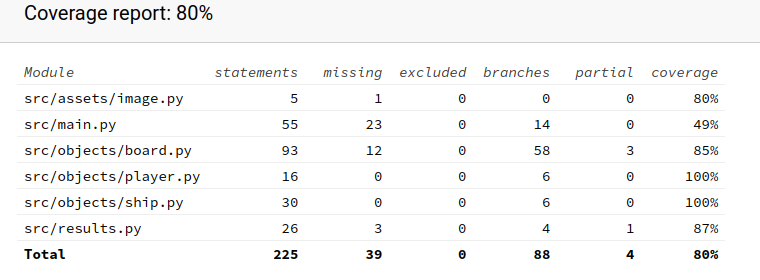 Coverage report: 80%
Module statements missing excluded branches partial coverage
src/assets/image.py 5 1 0 0 0 80%
src/main.py 55 23 0 14 0 49%
src/objects/board.py 93 12 0 58 3 85%
src/objects/player.py 16 0 0 6 0 100%
src/objects/ship.py 30 0 0 6 0 100%
src/results.py 26 3 0 4 1 87%
Total 225 39 0 88 4 80%